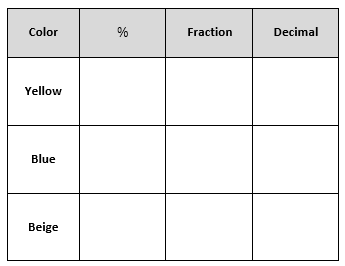 Color % Fraction Decimal
Yellow
Blue
Beige